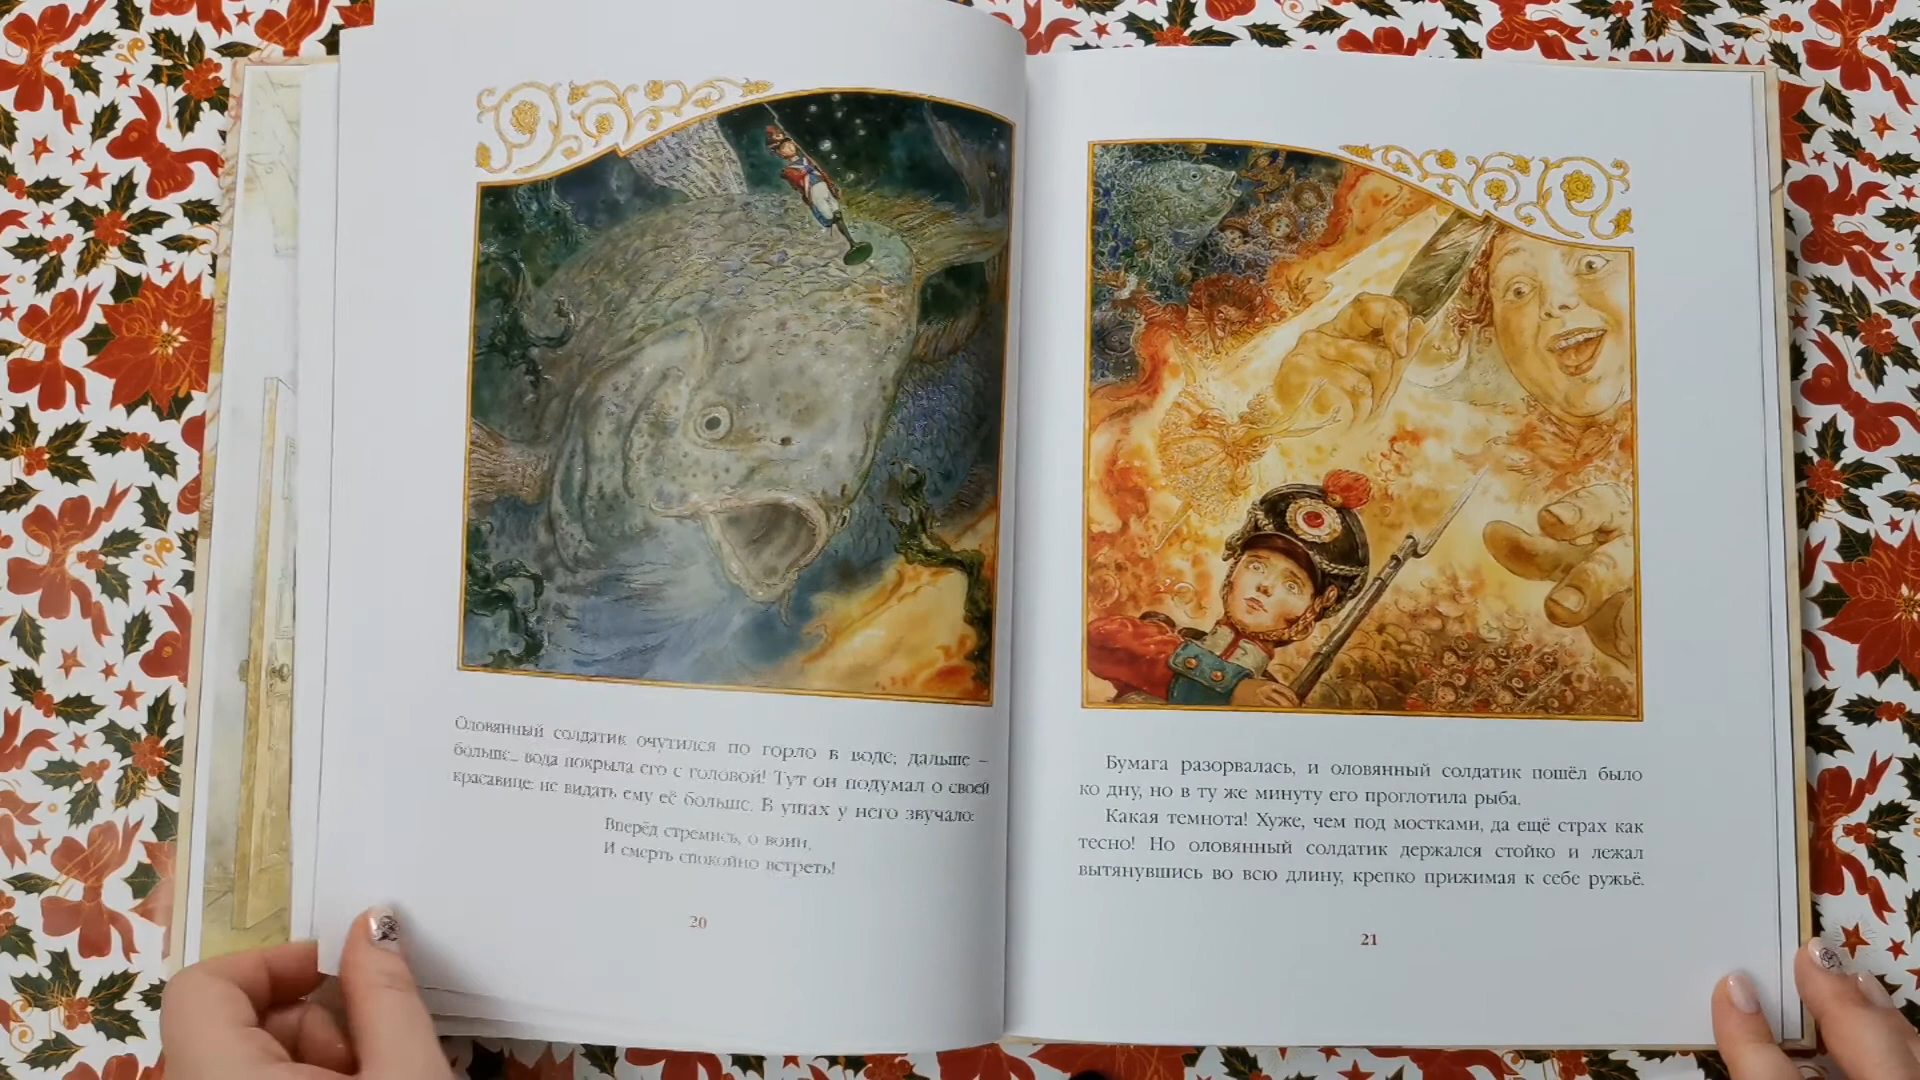 Оловянный солдатик очутился по горло в воде; дальше –
больше... вода покрыла его с головой! Тут он подумал о своей
красавице: не видать ему её больше. В ушах у него звучало:
Вперёд стремись, о воин,
И смерть спокойно встреть!
20
Бумага разорвалась, и оловянный солдатик пошёл было
ко дну, но в ту же минуту его проглотила рыба.
Какая темнота! Хуже, чем под мостками, да ещё страх как
тесно! Но оловянный солдатик держался стойко и лежал
вытянувшись во всю длину, крепко прижимая к себе ружьё.
21